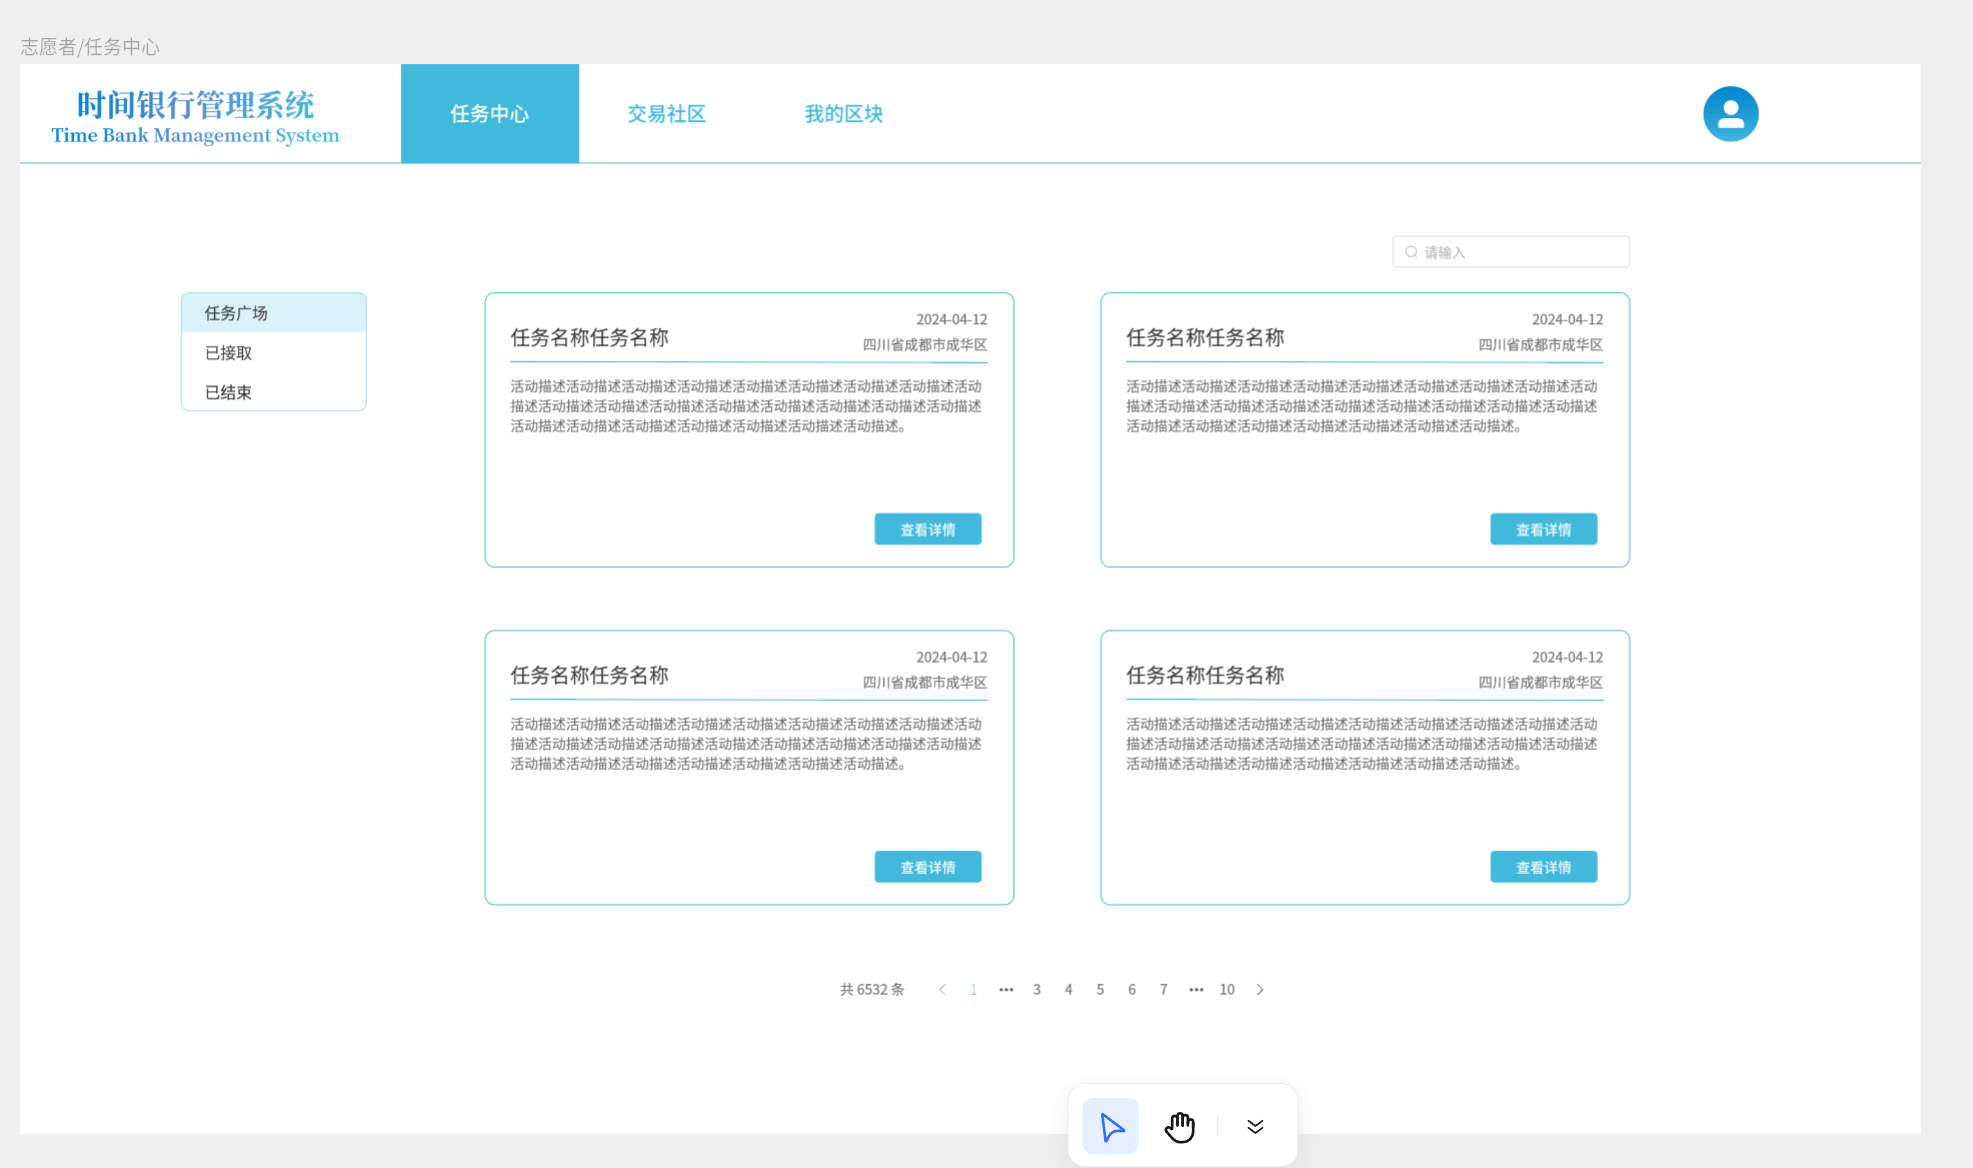 志愿者/任务中心
时间银行管理系统
Time Bank Management System
任务中心
交易社区
我的区块
请输入
任务广场
已接取
已结束
任务名称任务名称
2024-04-12
四川省成都市成华区
活动描述活动描述活动描述活动描述活动描述活动描述活动描述活动描述活动
描述活动描述活动描述活动描述活动描述活动描述活动描述活动描述活动描述
活动描述活动描述活动描述活动描述活动描述活动描述活动描述。
查看详情
任务名称任务名称
2024-04-12
四川省成都市成华区
活动描述活动描述活动描述活动描述活动描述活动描述活动描述活动描述活动
描述活动描述活动描述活动描述活动描述活动描述活动描述活动描述活动描述
活动描述活动描述活动描述活动描述活动描述活动描述活动描述。
查看详情
任务名称任务名称
2024-04-12
四川省成都市成华区
活动描述活动描述活动描述活动描述活动描述活动描述活动描述活动描述活动
描述活动描述活动描述活动描述活动描述活动描述活动描述活动描述活动描述
活动描述活动描述活动描述活动描述活动描述活动描述活动描述。
查看详情
任务名称任务名称
2024-04-12
四川省成都市成华区
活动描述活动描述活动描述活动描述活动描述活动描述活动描述活动描述活动
描述活动描述活动描述活动描述活动描述活动描述活动描述活动描述活动描述
活动描述活动描述活动描述活动描述活动描述活动描述活动描述。
查看详情
共 6532 条 1 ··· 3 4 5 6 7 ··· 10